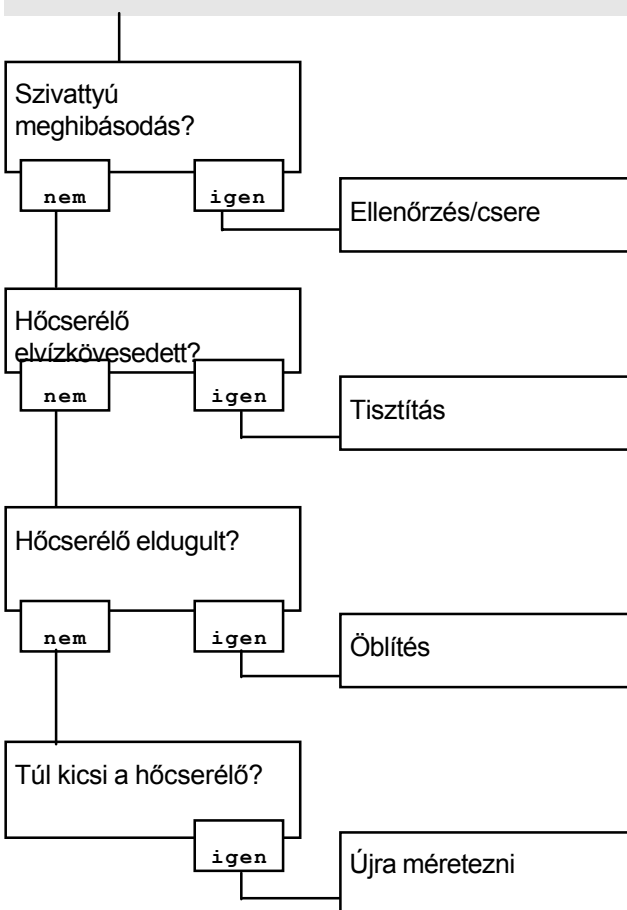 Szivattyú
meghibásodás?
nem
igen
Ellenőrzés/csere
Hőcserélő
elvízkövesedett?
nem
igen
Tisztítás
Hőcserélő eldugult?
nem
igen
Öblítés
Túl kicsi a hőcserélő?
igen
Újra méretezni